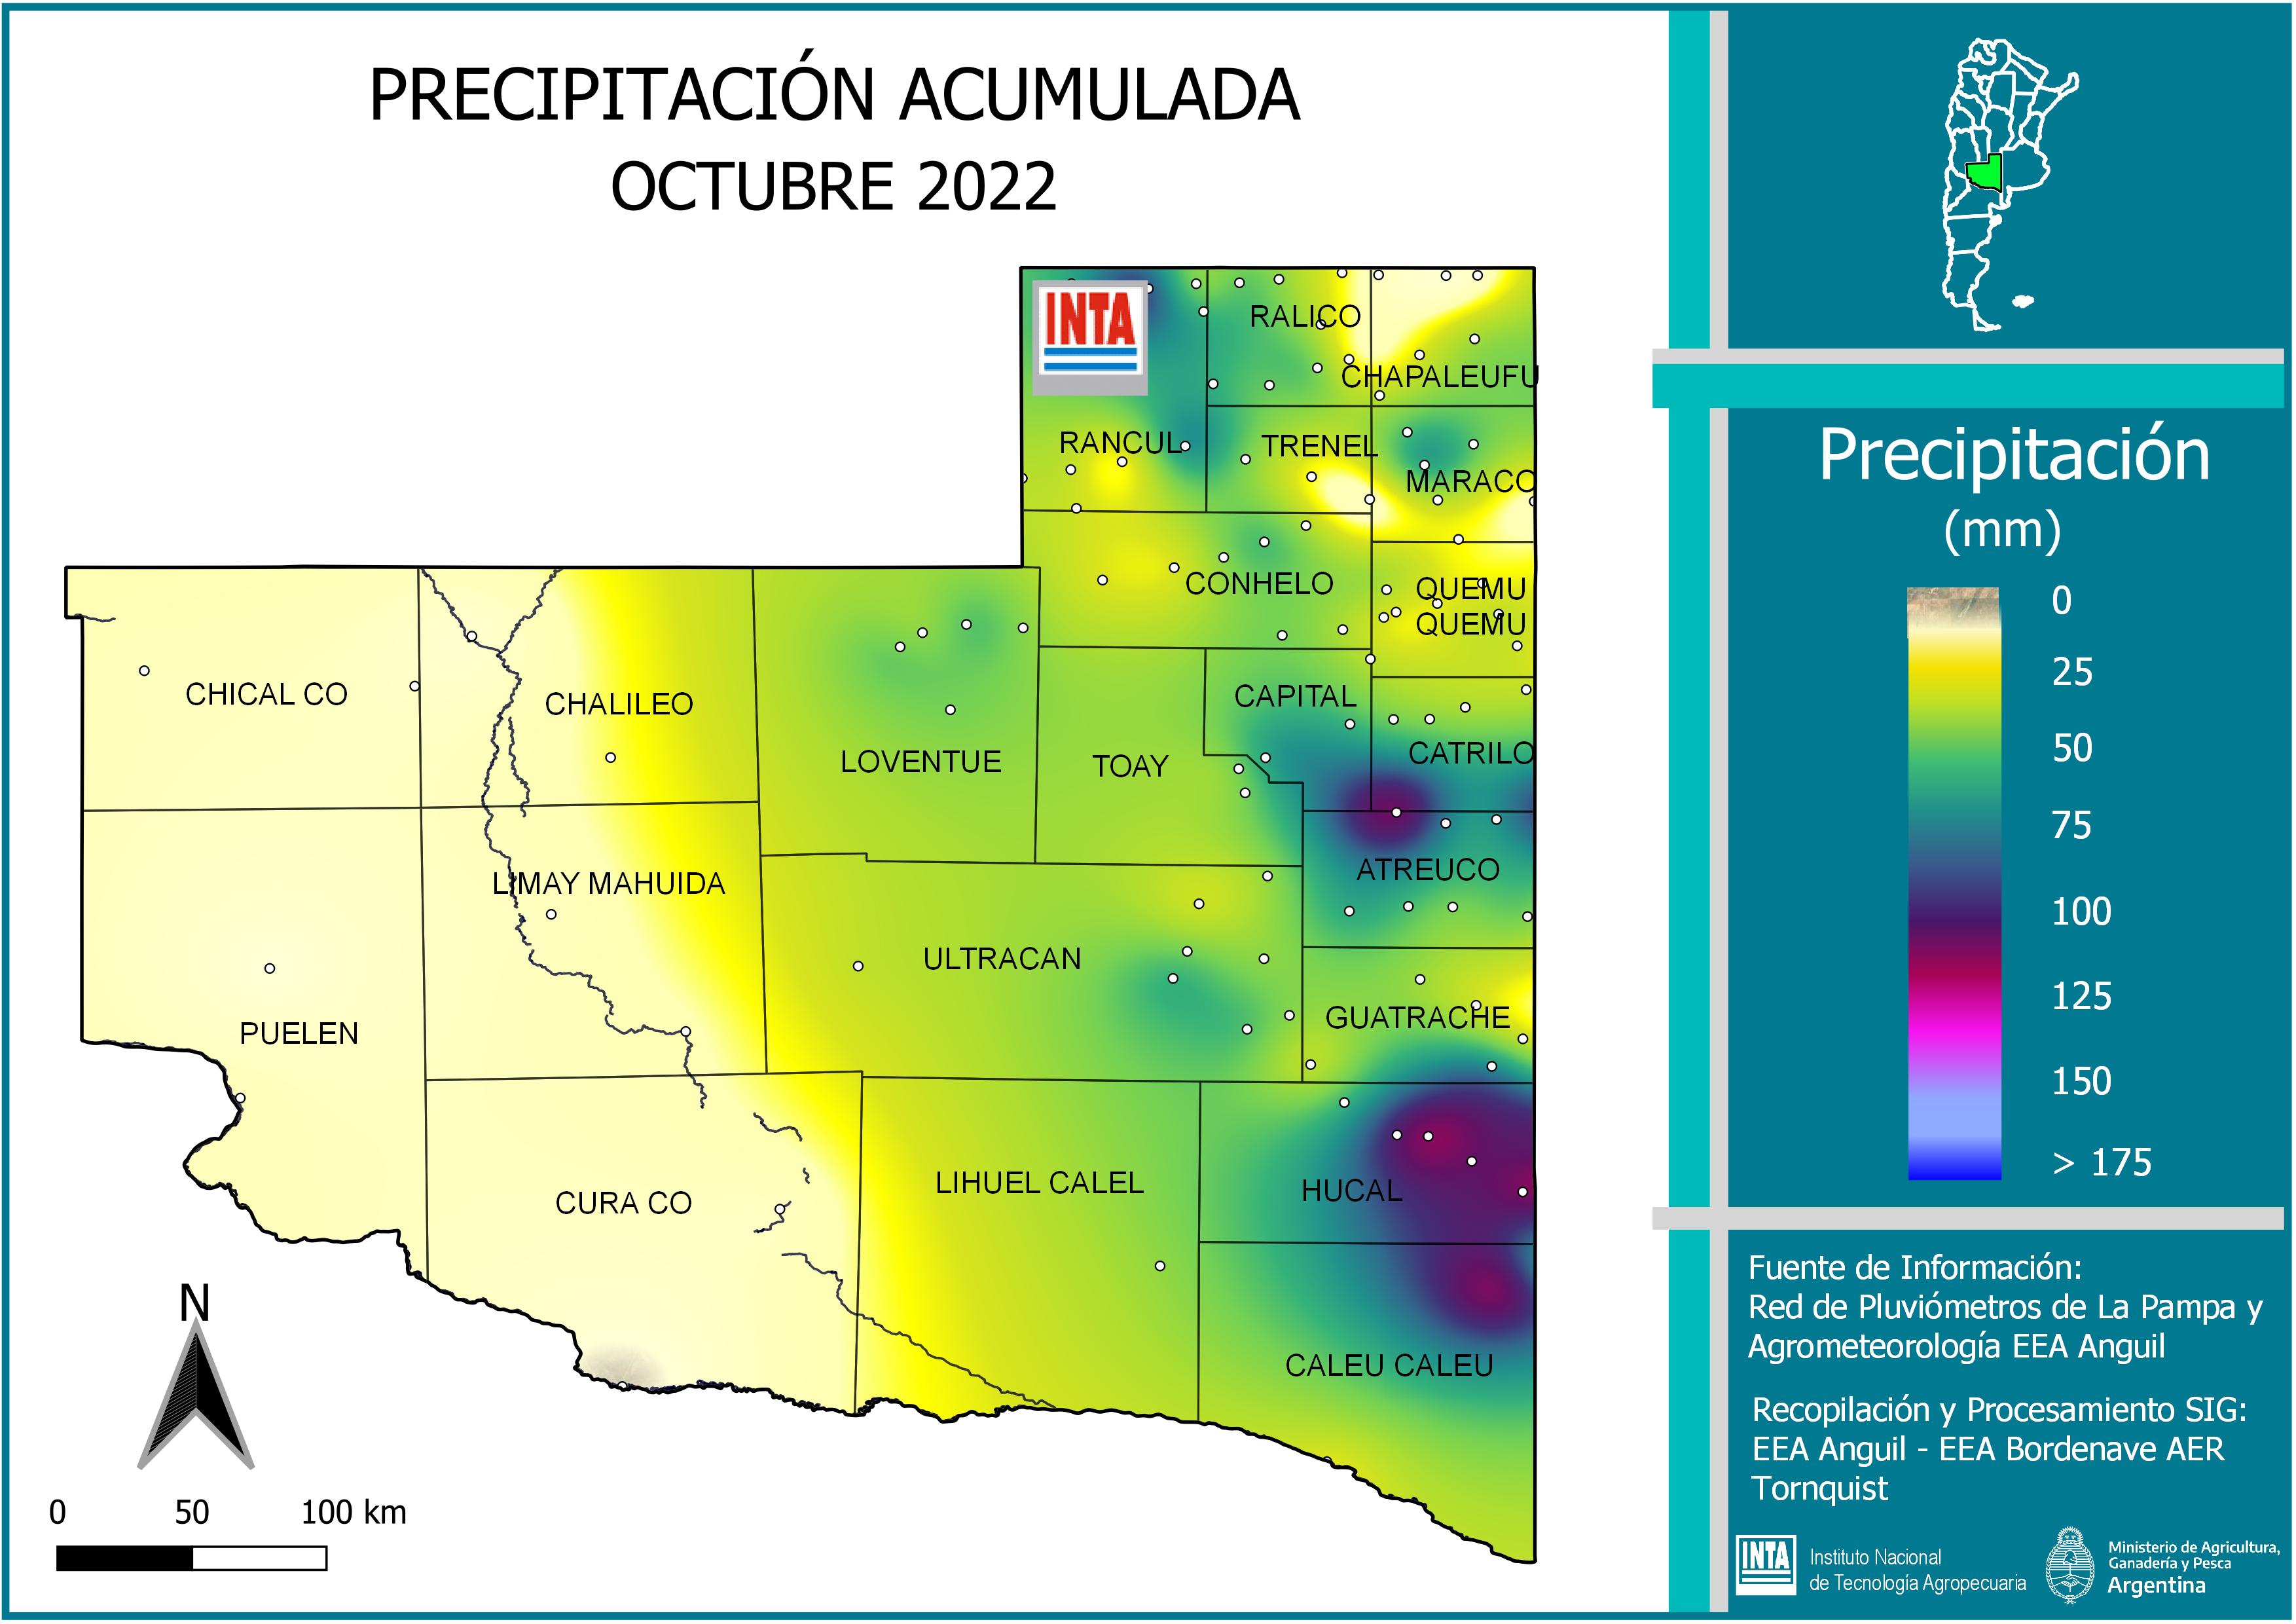 PRECIPITACIÓN ACUMULADA
OCTUBRE 2022
INTA
RALICO
CHAPALEUFU
RANCUL
TRENEL
MARACO
CONHELO
QUEMU
QUEMU
CHICAL CO
CHALILEO
LOVENTUE
TOAY
CAPITAL
CATRILO
LIMAY MAHUIDA
ATREUCO
ULTRACAN
PUELEN
GUATRACHE
CURA CO
LIHUEL CALEL
HUCAL
CALEU CALEU
N
0 50 100 km
Precipitación
(mm)
0
25
50
75
100
125
150
> 175
Fuente de Información:
Red de Pluviómetros de La Pampa y
Agrometeorología EEA Anguil
Recopilación y Procesamiento SIG:
EEA Anguil - EEA Bordenave AER
Tornquist
INTA
Instituto Nacional
de Tecnología Agropecuaria
Ministerio de Agricultura,
Ganadería y Pesca
Argentina